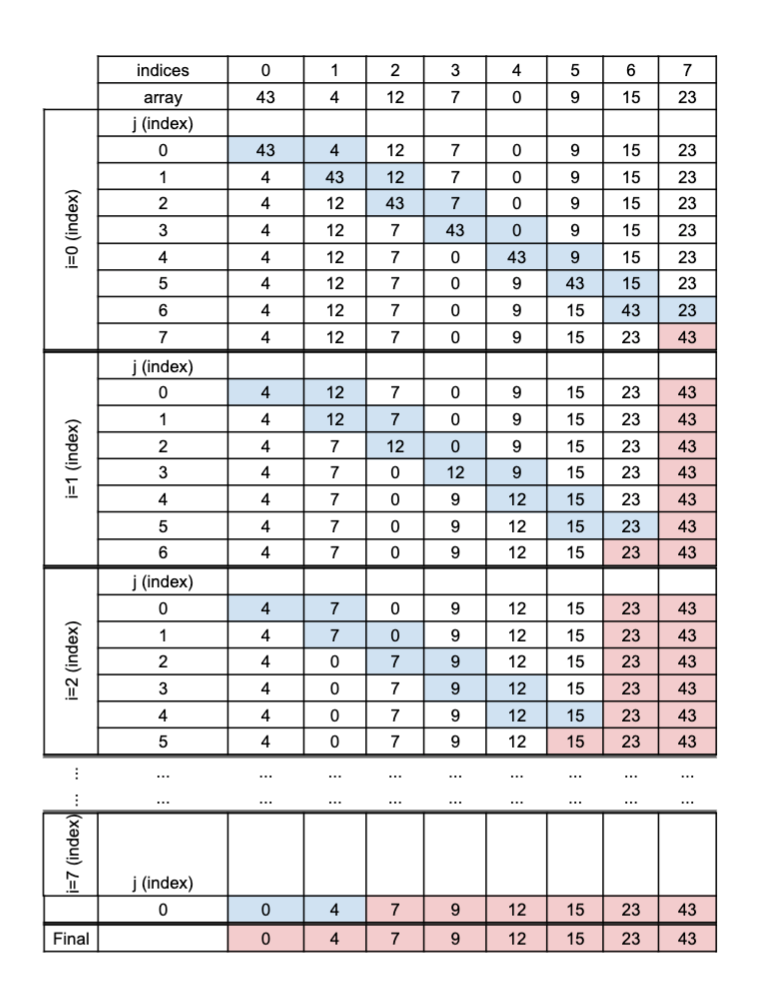 indices 0 1 2 3 4 5 6 7
array 43 4 12 7 0 9 15 23
i=0 (index)
j (index)
0 43 4 12 7 0 9 15 23
1 4 43 12 7 0 9 15 23
2 4 12 43 7 0 9 15 23
3 4 12 7 43 0 9 15 23
4 4 12 7 0 43 9 15 23
5 4 12 7 0 9 43 15 23
6 4 12 7 0 9 15 43 23
7 4 12 7 0 9 15 23 43
i=1 (index)
j (index)
0 4 12 7 0 9 15 23 43
1 4 12 7 0 9 15 23 43
2 4 7 12 0 9 15 23 43
3 4 7 0 12 9 15 23 43
4 4 7 0 9 12 15 23 43
5 4 7 0 9 12 15 23 43
6 4 7 0 9 12 15 23 43
i=2 (index)
j (index)
0 4 7 0 9 12 15 23 43
1 4 7 0 9 12 15 23 43
2 4 0 7 9 12 15 23 43
3 4 0 7 9 12 15 23 43
4 4 0 7 9 12 15 23 43
5 4 0 7 9 12 15 23 43
... ... ... ... ... ... ... ... ... ...
... ... ... ... ... ... ... ... ... ...
i=7 (index)
j (index)
0 0 4 7 9 12 15 23 43
Final 0 4 7 9 12 15 23 43